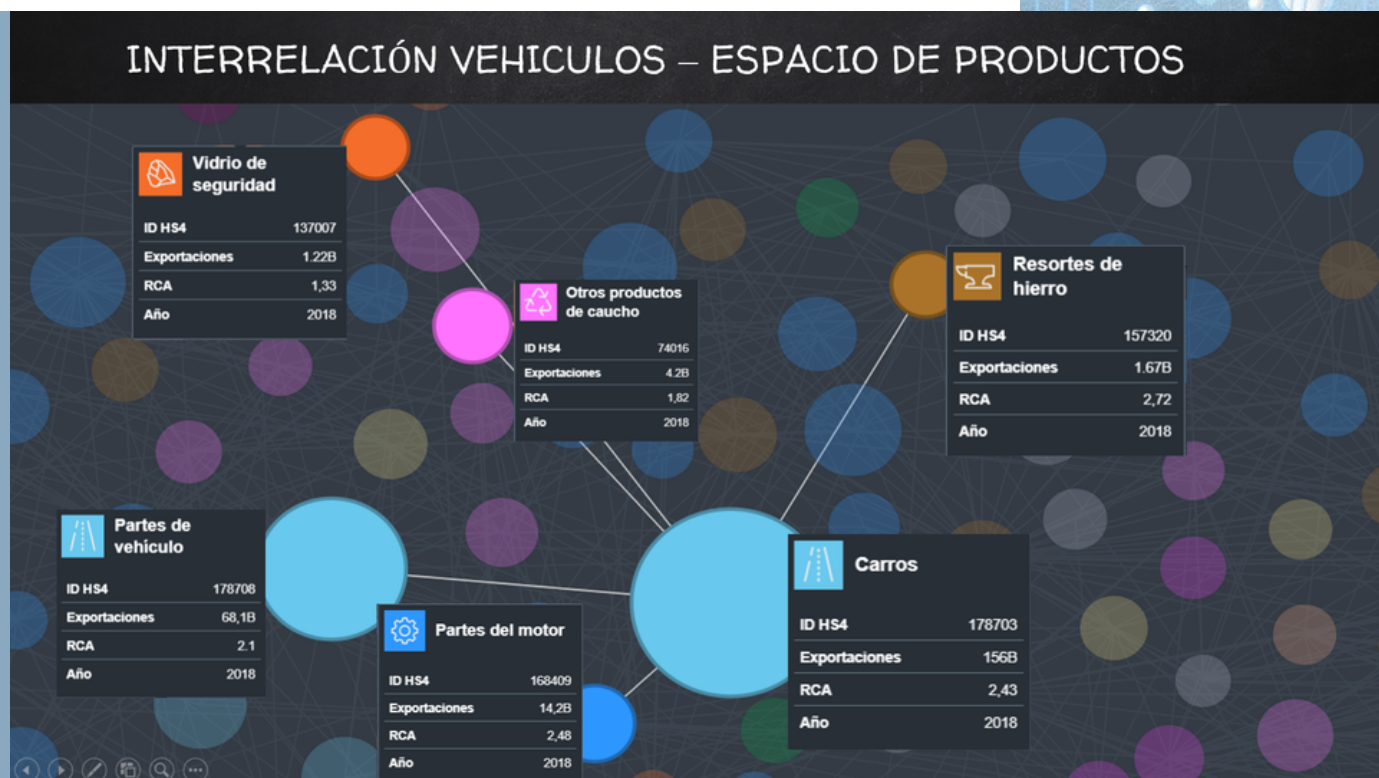 INTERRELACIÓN VEHICULOS – ESPACIO DE PRODUCTOS
Vidrio de
seguridad
ID HS4 137007
Exportaciones 1.22B
RCA 1,33
Año 2018
Otros productos
de caucho
ID HS4 74016
Exportaciones 4.2B
RCA 1,82
Año 2018
Resortes de
hierro
ID HS4 157320
Exportaciones 1.67B
RCA 2,72
Año 2018
Partes de
vehículo
ID HS4 178708
Exportaciones 68,1B
RCA 2.1
Año 2018
Partes del motor
ID HS4 168409
Exportaciones 14,2B
RCA 2,48
Año 2018
Carros
ID HS4 178703
Exportaciones 156B
RCA 2,43
Año 2018